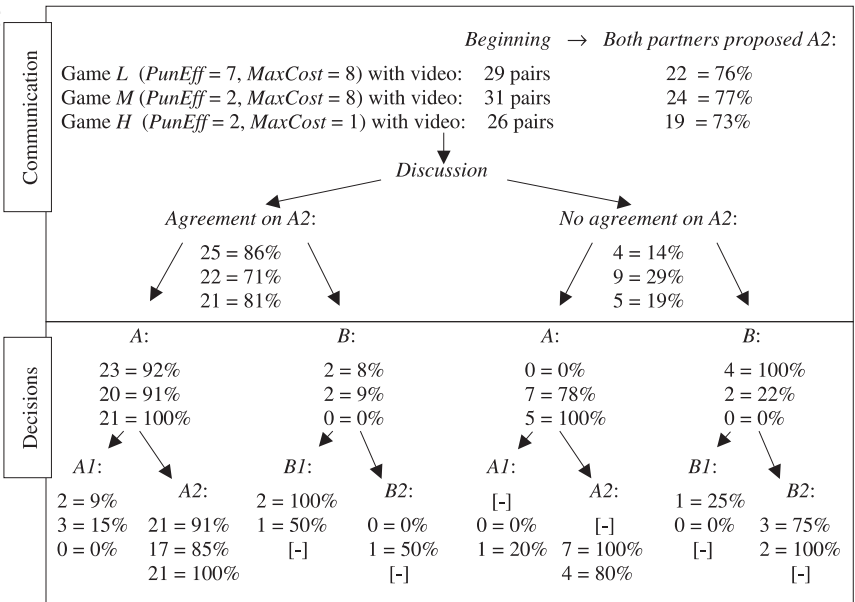 Communication
Beginning → Both partners proposed A2:
Game L (PunEff = 7, MaxCost = 8) with video: 29 pairs 22 = 76%
Game M (PunEff = 2, MaxCost = 8) with video: 31 pairs 24 = 77%
Game H (PunEff = 2, MaxCost = 1) with video: 26 pairs 19 = 73%
Discussion
Agreement on A2: No agreement on A2:
25 = 86% 4 = 14%
22 = 71% 9 = 29%
21 = 81% 5 = 19%
Decisions
A: B: A: B:
23 = 92% 2 = 8% 0 = 0% 4 = 100%
20 = 91% 2 = 9% 7 = 78% 2 = 22%
21 = 100% 0 = 0% 5 = 100% 0 = 0%
A1: B1: A1: B1:
A2: B2: A2: B2:
2 = 9% 2 = 100% [-] 1 = 25%
3 = 15% 21 = 91% 1 = 50% 0 = 0% 0 = 0% [-] 0 = 0% 3 = 75%
0 = 0% 17 = 85% [-] 1 = 50% 1 = 20% 7 = 100% [-] 2 = 100%
21 = 100% [-] 4 = 80% [-]